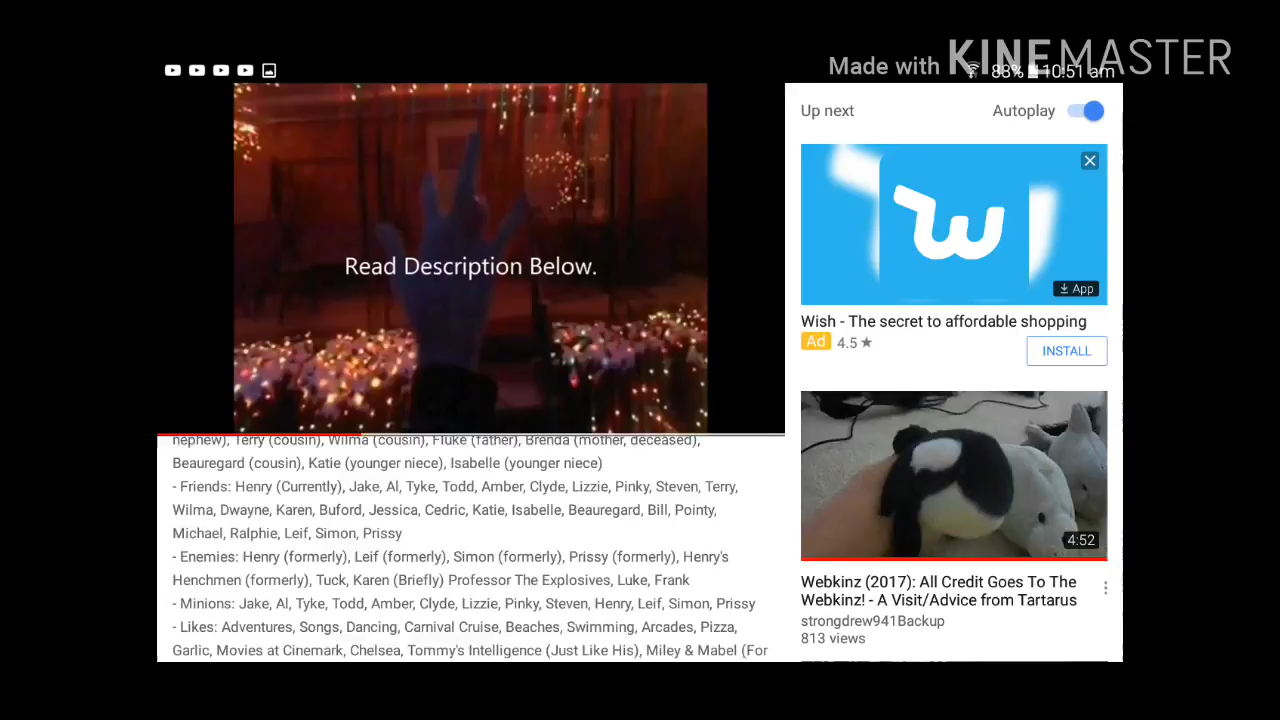 Made with KINEMASTER
88% 10:51 am
Up next
Autoplay
Read Description Below.
App
Wish - The secret to affordable shopping
Ad 4.5★
INSTALL
4:52
Webkinz (2017): All Credit Goes To The
Webkinz! - A Visit/Advice from Tartarus
strongdrew941Backup
813 views
nephew), Terry (cousin), Wilma (cousin), Fluke (father), Brenda (mother, deceased),
Beauregard (cousin), Katie (younger niece), Isabelle (younger niece)
- Friends: Henry (Currently), Jake, Al, Tyke, Todd, Amber, Clyde, Lizzie, Pinky, Steven, Terry,
Wilma, Dwayne, Karen, Buford, Jessica, Cedric, Katie, Isabelle, Beauregard, Bill, Pointy,
Michael, Ralphie, Leif, Simon, Prissy
- Enemies: Henry (formerly), Leif (formerly), Simon (formerly), Prissy (formerly), Henry's
Henchmen (formerly), Tuck, Karen (Briefly) Professor The Explosives, Luke, Frank
- Minions: Jake, Al, Tyke, Todd, Amber, Clyde, Lizzie, Pinky, Steven, Henry, Leif, Simon, Prissy
- Likes: Adventures, Songs, Dancing, Carnival Cruise, Beaches, Swimming, Arcades, Pizza,
Garlic, Movies at Cinemark, Chelsea, Tommy's Intelligence (Just Like His), Miley & Mabel (For